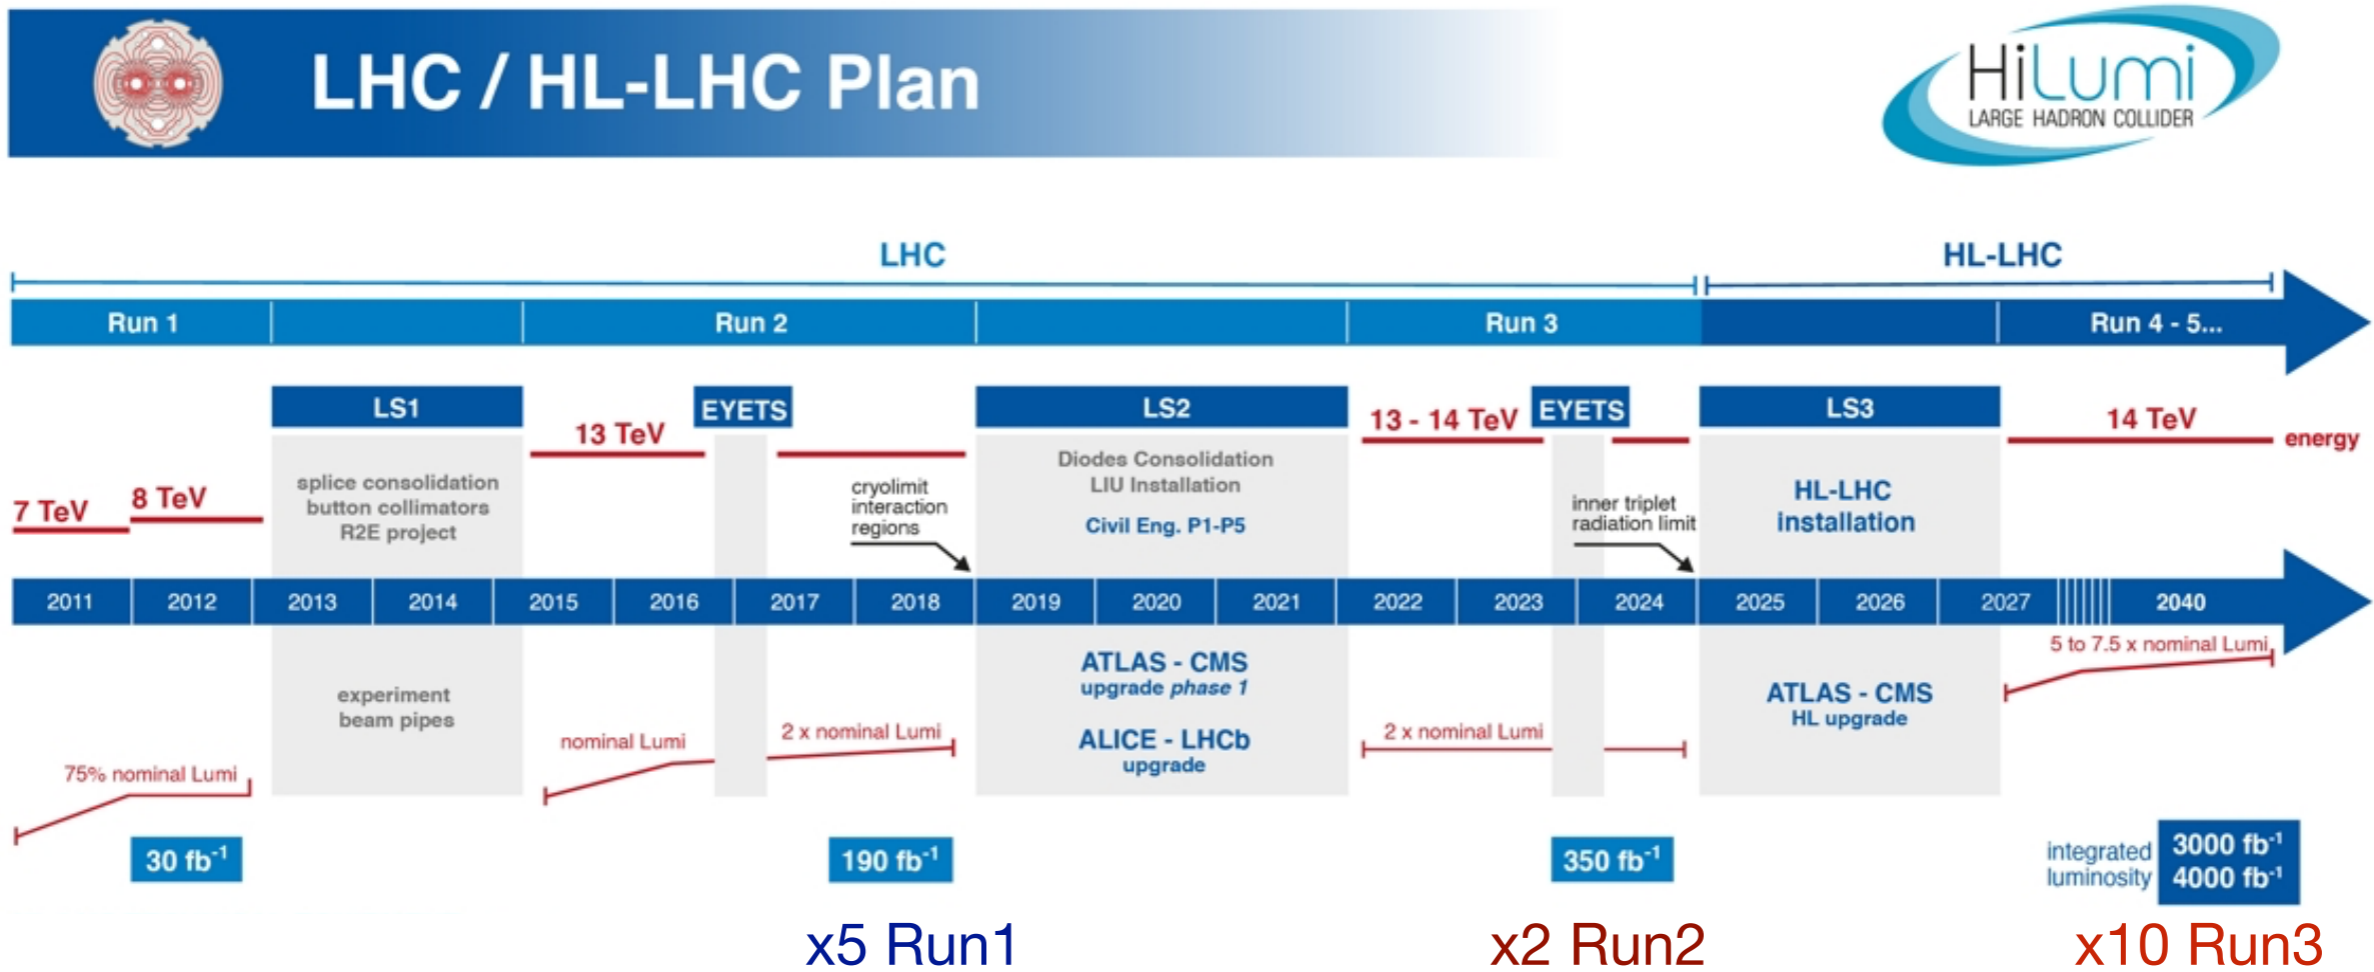 LHC / HL-LHC Plan
HiLumi
LARGE HADRON COLLIDER
LHC
HL-LHC
Run 1
Run 2
Run 3
Run 4 - 5...
LS1
EYETS
LS2
EYETS
LS3
7 TeV
8 TeV
13 TeV
13 - 14 TeV
14 TeV
energy
splice consolidation
button collimators
R2E project
cryolimit
interaction
regions
Diodes Consolidation
LIU Installation
Civil Eng. P1-P5
inner triplet
radiation limit
HL-LHC
installation
2011 2012 2013 2014 2015 2016 2017 2018 2019 2020 2021 2022 2023 2024 2025 2026 2027 2040
75% nominal Lumi
experiment
beam pipes
nominal Lumi
2 x nominal Lumi
ATLAS - CMS
upgrade phase 1
ALICE - LHCb
upgrade
2 x nominal Lumi
ATLAS - CMS
HL upgrade
5 to 7.5 x nominal Lumi
30 fb⁻¹
190 fb⁻¹
350 fb⁻¹
integrated
luminosity
3000 fb⁻¹
4000 fb⁻¹
x5 Run1
x2 Run2
x10 Run3